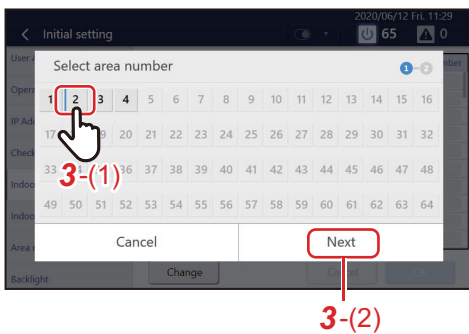 2020/06/12 Fri. 11:29
Initial setting
65
0
User
Select area number
1-2
1 2 3 4 5 6 7 8 9 10 11 12 13 14 15 16
17 20 21 22 23 24 25 26 27 28 29 30 31 32
33 36 37 38 39 40 41 42 43 44 45 46 47 48
3-(1)
49 50 51 52 53 54 55 56 57 58 59 60 61 62 63 64
Cancel
Next
Backlight
Change
Cancel
OK
3-(2)